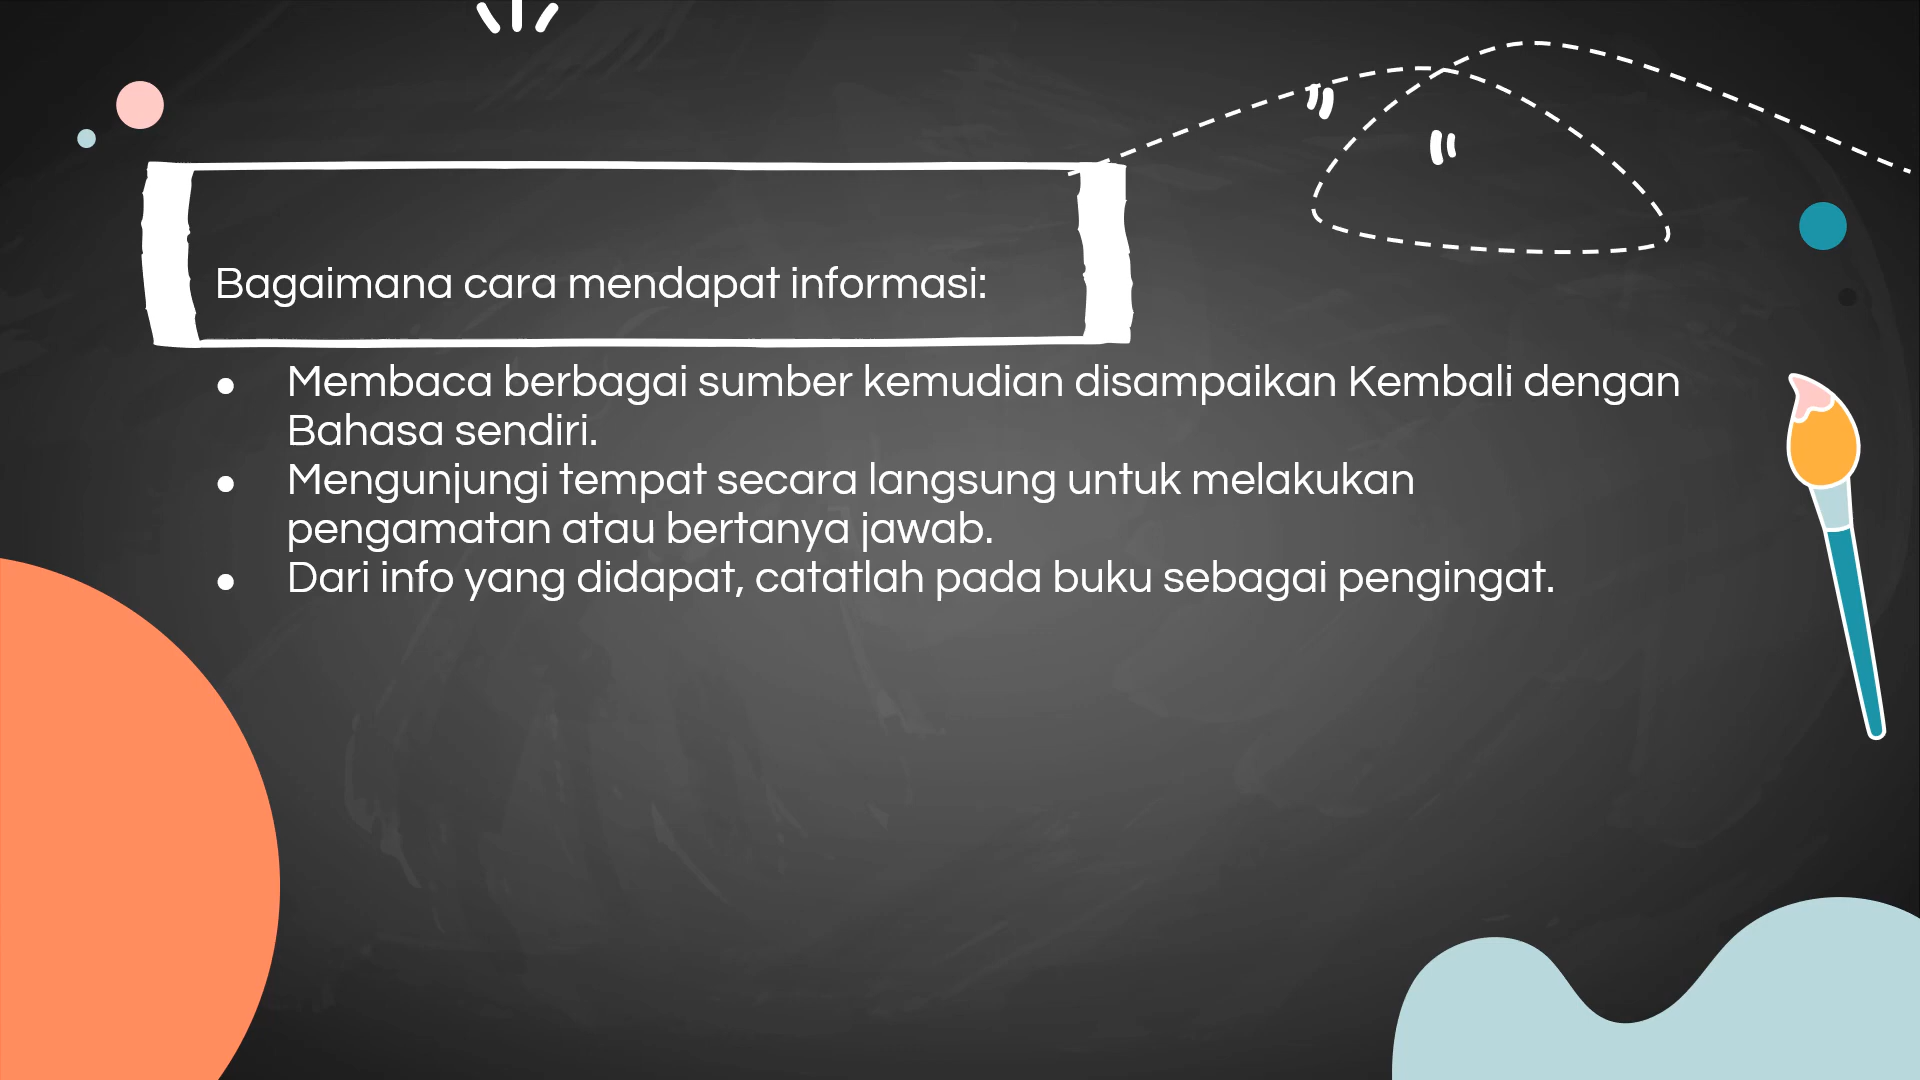 Bagaimana cara mendapat informasi:
● Membaca berbagai sumber kemudian disampaikan Kembali dengan
Bahasa sendiri.
● Mengunjungi tempat secara langsung untuk melakukan
pengamatan atau bertanya jawab.
● Dari info yang didapat, catatlah pada buku sebagai pengingat.